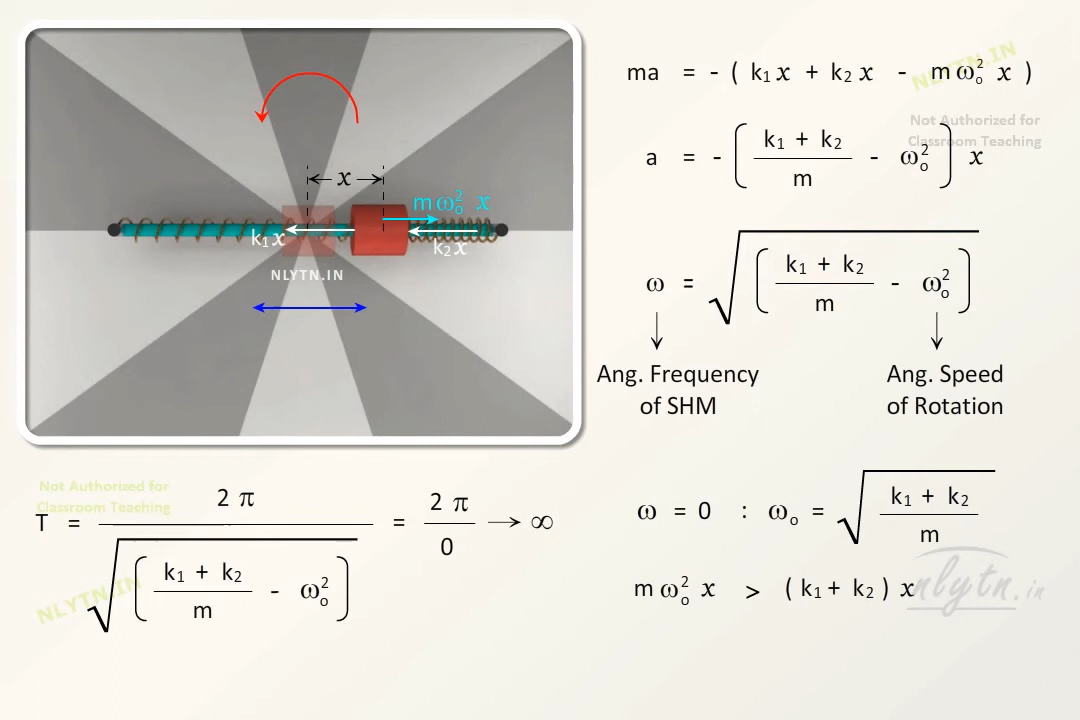 x
mω₀² x
k₁x
k₂x
NLYTN.IN
ma = - ( k₁x + k₂x - mω₀² x )
NLYTN.IN
Not Authorized for
Classroom Teaching
a = - ( (k₁ + k₂)/m - ω₀² ) x
ω = √( (k₁ + k₂)/m - ω₀² )
Ang. Frequency
of SHM
Ang. Speed
of Rotation
Not Authorized for
Classroom Teaching
T = 2π / √( (k₁ + k₂)/m - ω₀² ) = 2π/0 → ∞
NLYTN.IN
ω = 0 : ω₀ = √( (k₁ + k₂)/m )
mω₀² x > ( k₁ + k₂ ) x
nlytn.in